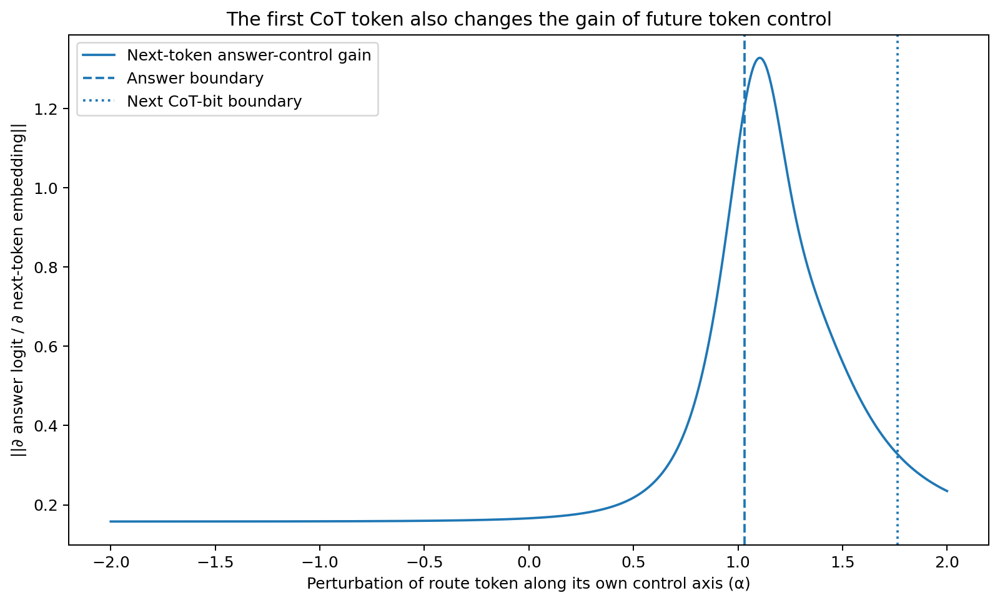 The first CoT token also changes the gain of future token control
Next-token answer-control gain
Answer boundary
Next CoT-bit boundary
||∂ answer logit / ∂ next-token embedding||
1.2
1.0
0.8
0.6
0.4
0.2
−2.0 −1.5 −1.0 −0.5 0.0 0.5 1.0 1.5 2.0
Perturbation of route token along its own control axis (α)